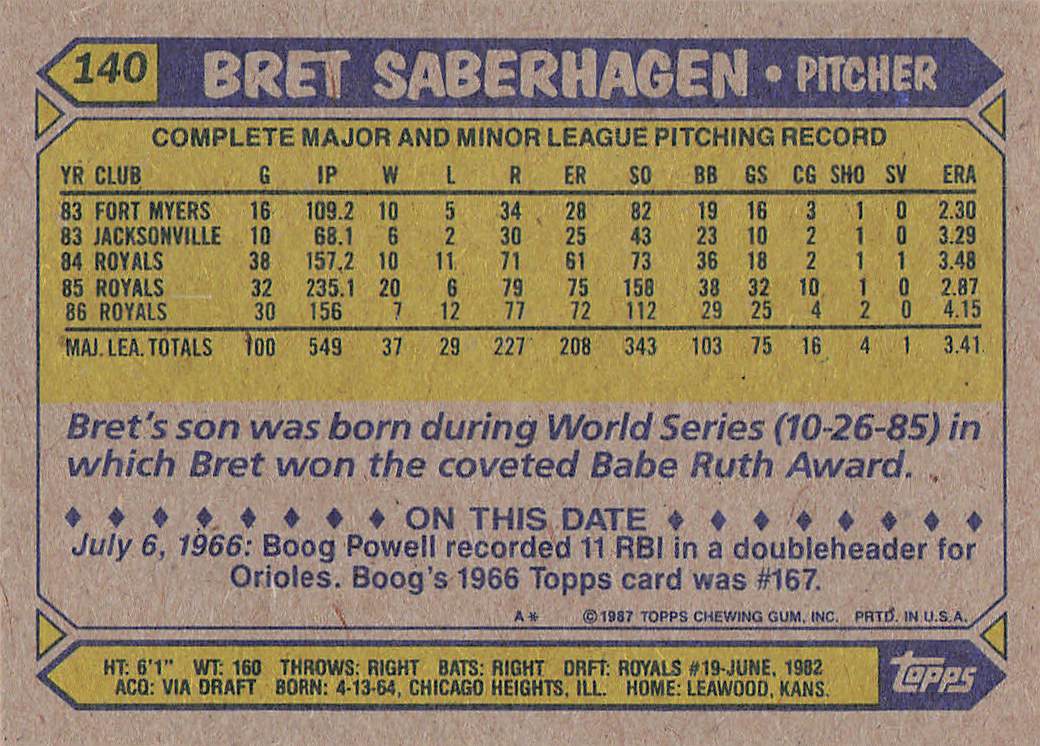 140 BRET SABERHAGEN • PITCHER
COMPLETE MAJOR AND MINOR LEAGUE PITCHING RECORD
YR CLUB G IP W L R ER SO BB GS CG SHO SV ERA
83 FORT MYERS 16 109.2 10 5 34 28 82 19 16 3 1 0 2.30
83 JACKSONVILLE 10 68.1 6 2 30 25 43 23 10 2 1 0 3.29
84 ROYALS 38 157.2 10 11 71 61 73 36 18 2 1 1 3.48
85 ROYALS 32 235.1 20 6 79 75 158 38 32 10 1 0 2.87
86 ROYALS 30 156 7 12 77 72 112 29 25 4 2 0 4.15
MAJ. LEA. TOTALS 100 549 37 29 227 208 343 103 75 16 4 1 3.41
Bret's son was born during World Series (10-26-85) in
which Bret won the coveted Babe Ruth Award.
♦ ♦ ♦ ♦ ♦ ♦ ♦ ♦ ON THIS DATE ♦ ♦ ♦ ♦ ♦ ♦ ♦ ♦
July 6, 1966: Boog Powell recorded 11 RBI in a doubleheader for
Orioles. Boog's 1966 Topps card was #167.
A* ©1987 TOPPS CHEWING GUM, INC. PRTD. IN U.S.A.
HT: 6'1" WT: 160 THROWS: RIGHT BATS: RIGHT DRFT: ROYALS #19-JUNE, 1982
ACQ: VIA DRAFT BORN: 4-13-64, CHICAGO HEIGHTS, ILL. HOME: LEAWOOD, KANS.
topps